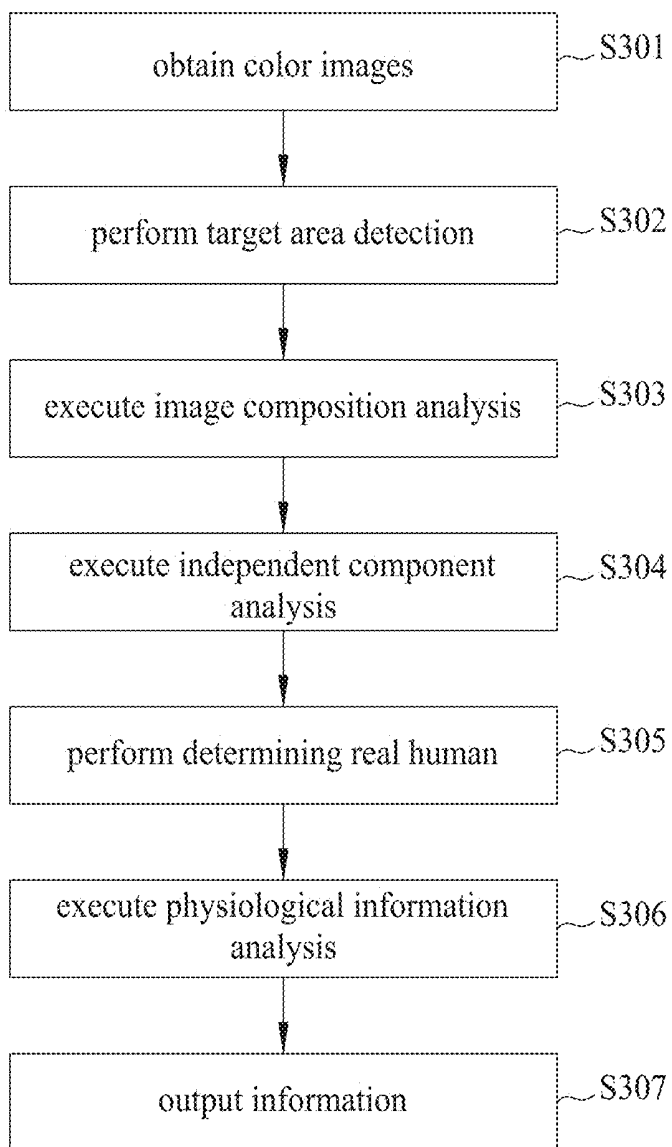 obtain color images
S301
perform target area detection
S302
execute image composition analysis
S303
execute independent component
analysis
S304
perform determining real human
S305
execute physiological information
analysis
S306
output information
S307